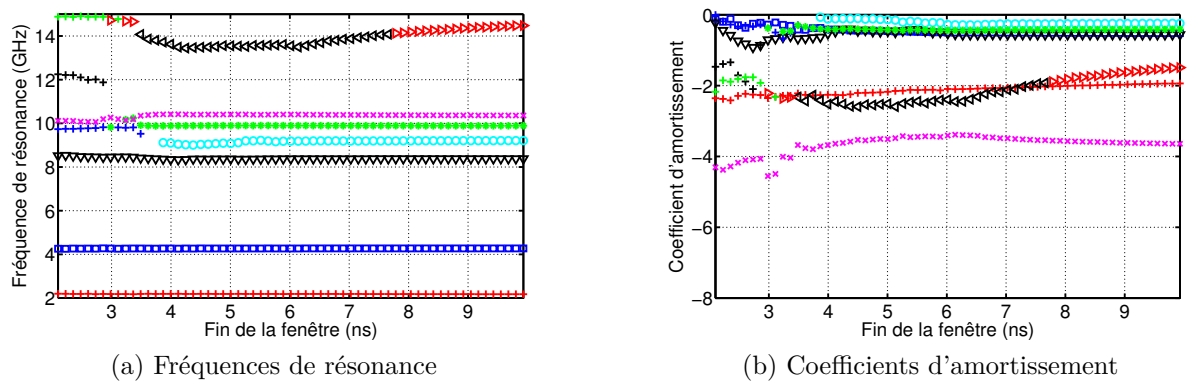 14
12
10
8
6
4
2
3 4 5 6 7 8 9
Fréquence de résonance (GHz)
Fin de la fenêtre (ns)
(a) Fréquences de résonance
0
−2
−4
−6
−8
3 4 5 6 7 8 9
Coefficient d'amortissement
Fin de la fenêtre (ns)
(b) Coefficients d'amortissement